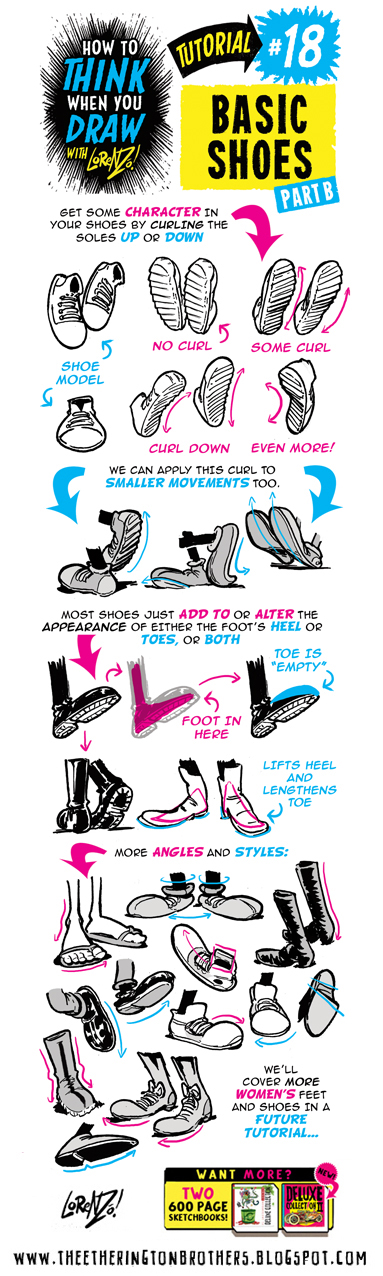 HOW TO
THINK
WHEN YOU
DRAW
WITH LORENZO!
TUTORIAL
#18
BASIC
SHOES
PART B
GET SOME CHARACTER IN
YOUR SHOES BY CURLING THE
SOLES UP OR DOWN
NO CURL
SOME CURL
SHOE
MODEL
CURL DOWN
EVEN MORE!
WE CAN APPLY THIS CURL TO
SMALLER MOVEMENTS TOO.
MOST SHOES JUST ADD TO OR ALTER THE
APPEARANCE OF EITHER THE FOOT'S HEEL OR
TOES, OR BOTH
TOE IS
"EMPTY"
FOOT IN
HERE
LIFTS HEEL
AND
LENGTHENS
TOE
MORE ANGLES AND STYLES:
WE'LL
COVER MORE
WOMEN'S FEET
AND SHOES IN A
FUTURE
TUTORIAL...
LORENZO!
WANT MORE?
NEW!
TWO
600 PAGE
SKETCHBOOKS!
DELUXE COLLECTION
DELUXE
COLLECTION II
WWW.THEETHERINGTONBROTHERS.BLOGSPOT.COM